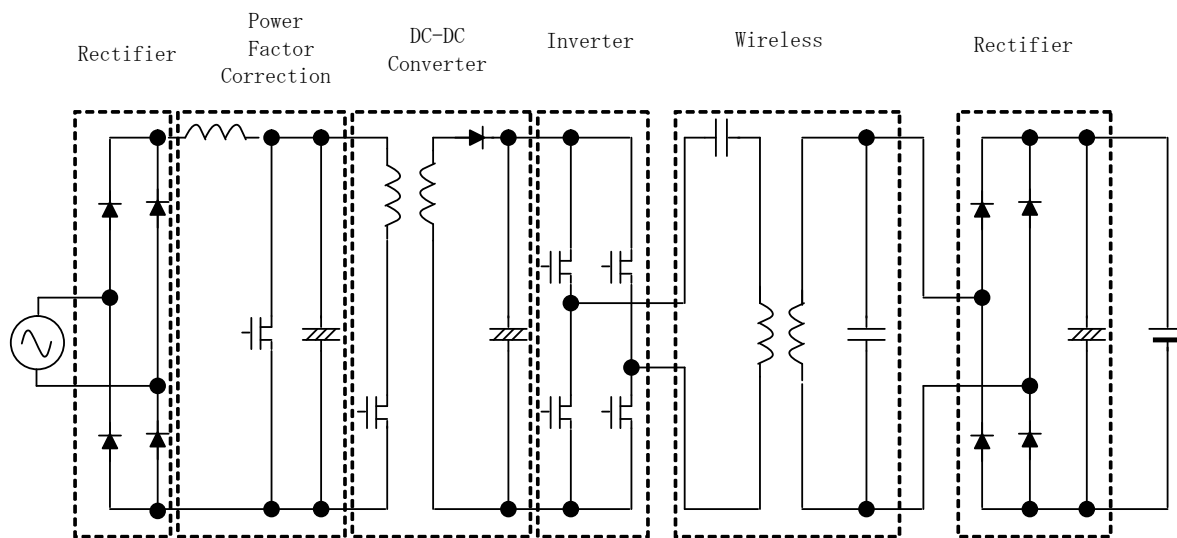 Rectifier
Power
Factor
Correction
DC-DC
Converter
Inverter
Wireless
Rectifier